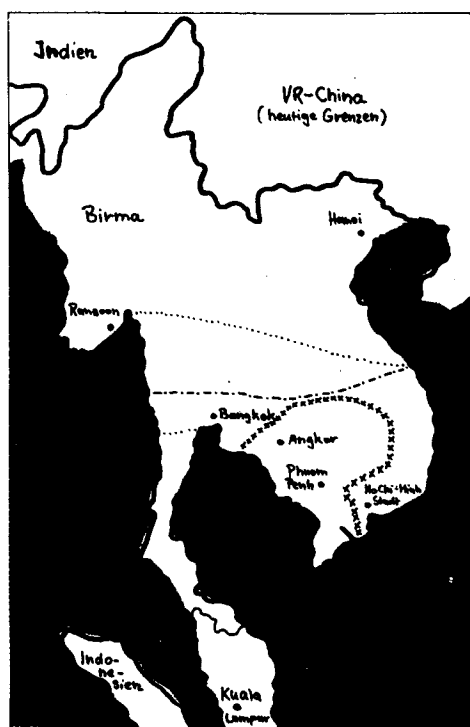 Indien
VR-China
(heutige Grenzen)
Birma
Hanoi
Rangoon
Bangkok
Angkor
Phnom
Penh
Ho Chi-Minh
Stadt
Indo-
ne-
sien
Kuala
Lumpur